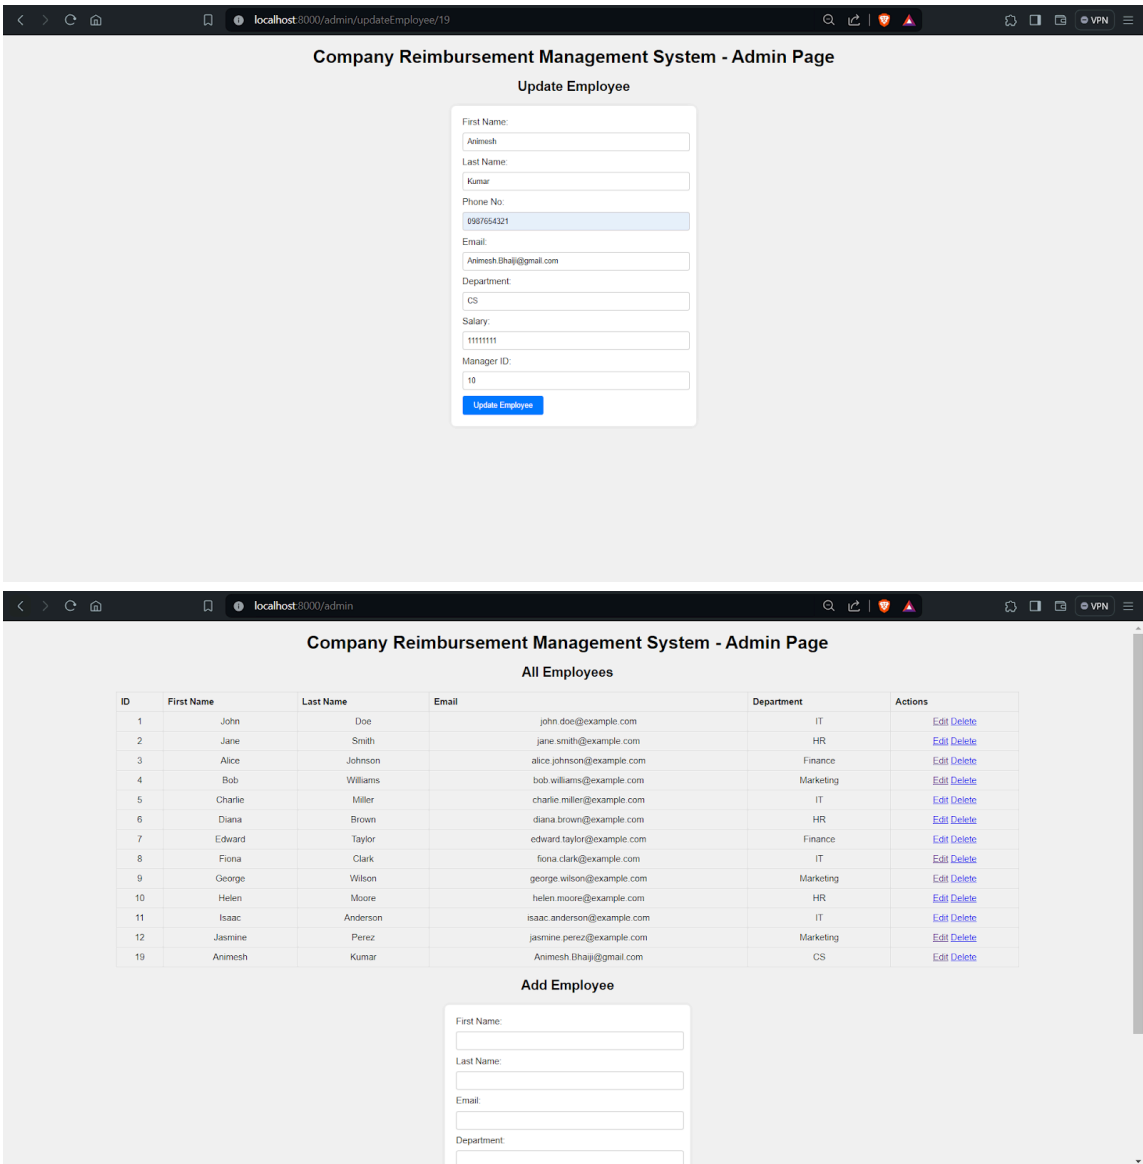 localhost:8000/admin/updateEmployee/19 VPN
Company Reimbursement Management System - Admin Page
Update Employee
First Name:
Animesh
Last Name:
Kumar
Phone No:
0987654321
Email:
Animesh.Bhaiji@gmail.com
Department:
CS
Salary:
11111111
Manager ID:
10
Update Employee
localhost:8000/admin VPN
Company Reimbursement Management System - Admin Page
All Employees
ID First Name Last Name Email Department Actions
1 John Doe john.doe@example.com IT Edit Delete
2 Jane Smith jane.smith@example.com HR Edit Delete
3 Alice Johnson alice.johnson@example.com Finance Edit Delete
4 Bob Williams bob.williams@example.com Marketing Edit Delete
5 Charlie Miller charlie.miller@example.com IT Edit Delete
6 Diana Brown diana.brown@example.com HR Edit Delete
7 Edward Taylor edward.taylor@example.com Finance Edit Delete
8 Fiona Clark fiona.clark@example.com IT Edit Delete
9 George Wilson george.wilson@example.com Marketing Edit Delete
10 Helen Moore helen.moore@example.com HR Edit Delete
11 Isaac Anderson isaac.anderson@example.com IT Edit Delete
12 Jasmine Perez jasmine.perez@example.com Marketing Edit Delete
19 Animesh Kumar Animesh.Bhaiji@gmail.com CS Edit Delete
Add Employee
First Name:
Last Name:
Email:
Department: